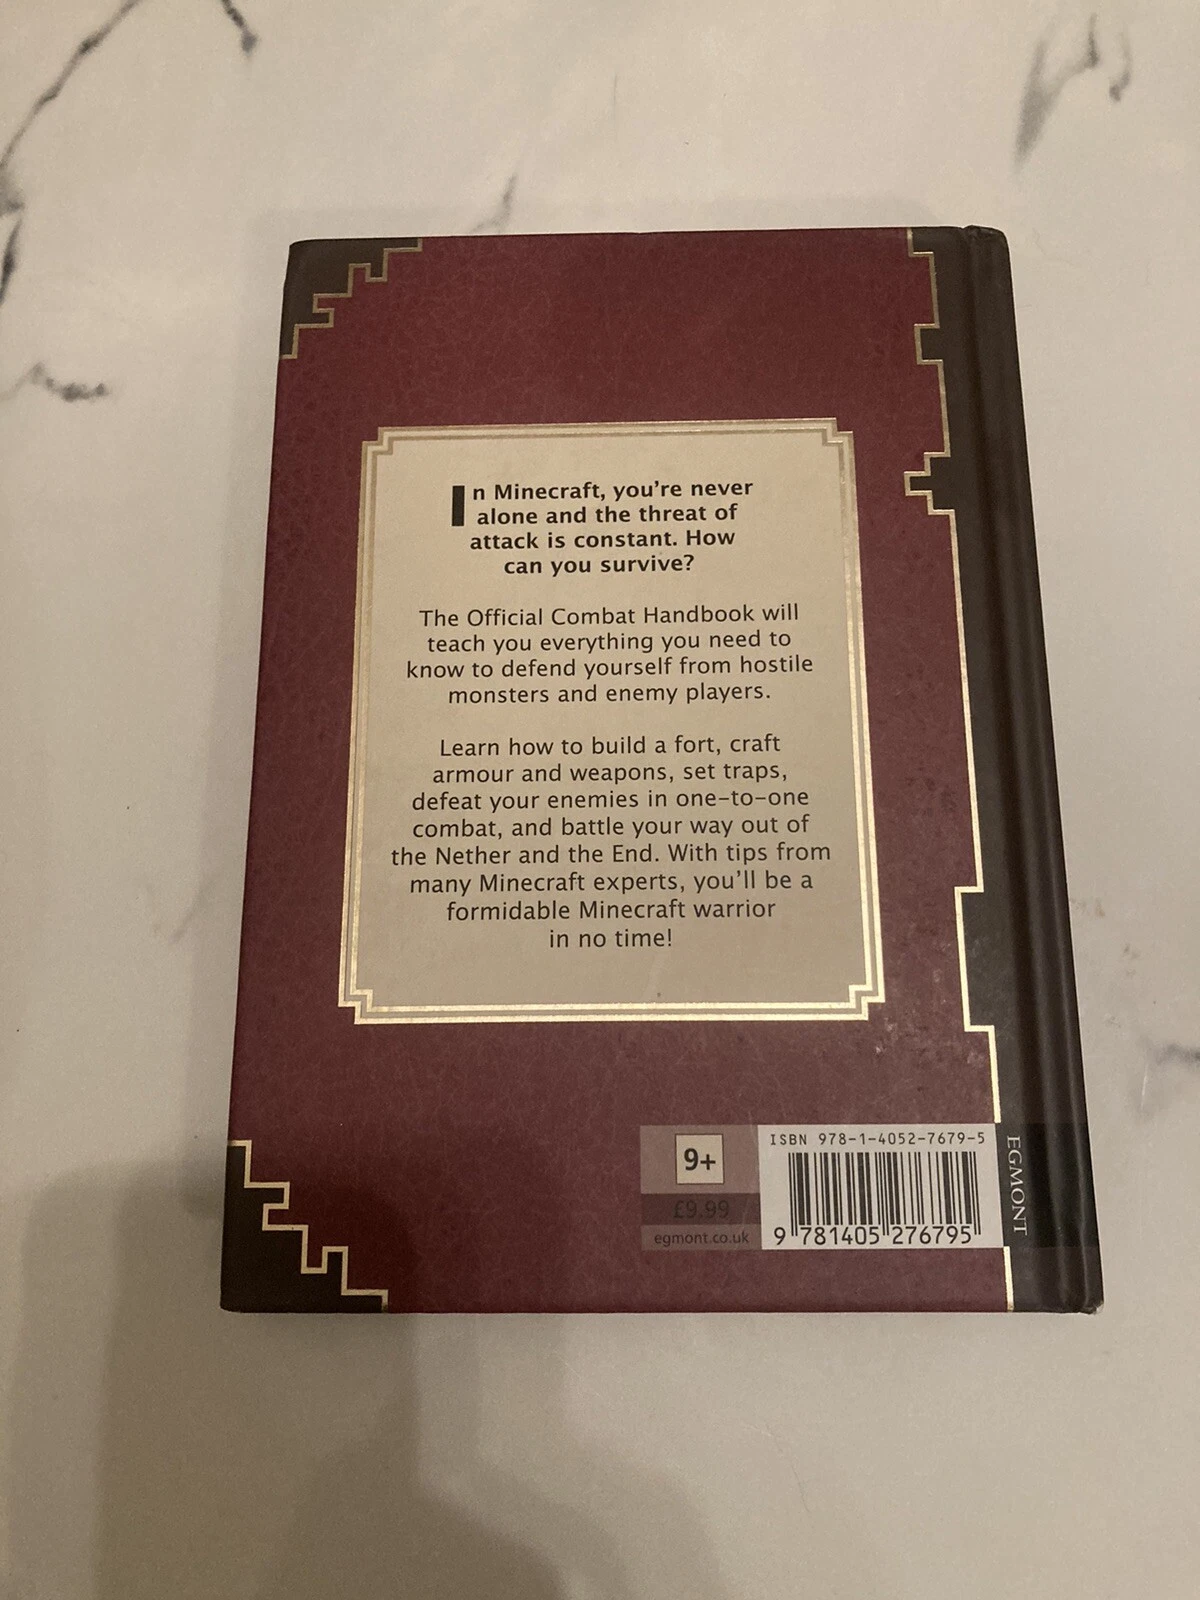 In Minecraft, you're never
alone and the threat of
attack is constant. How
can you survive?
The Official Combat Handbook will
teach you everything you need to
know to defend yourself from hostile
monsters and enemy players.
Learn how to build a fort, craft
armour and weapons, set traps,
defeat your enemies in one-to-one
combat, and battle your way out of
the Nether and the End. With tips from
many Minecraft experts, you'll be a
formidable Minecraft warrior
in no time!
9+
£9.99
egmont.co.uk
ISBN 978-1-4052-7679-5
9 781405 276795
EGMONT